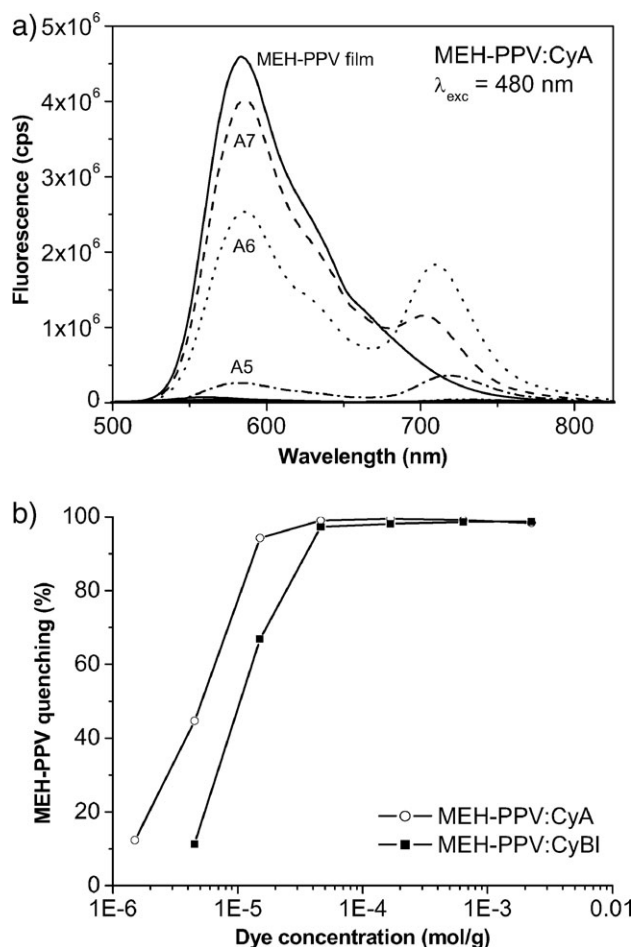 a)
MEH-PPV film
MEH-PPV:CyA
λexc = 480 nm
A7
A6
A5
Fluorescence (cps)
5x10⁶
4x10⁶
3x10⁶
2x10⁶
1x10⁶
0
500 600 700 800
Wavelength (nm)
b)
MEH-PPV quenching (%)
100
80
60
40
20
0
MEH-PPV:CyA
MEH-PPV:CyBI
1E-6 1E-5 1E-4 1E-3 0.01
Dye concentration (mol/g)